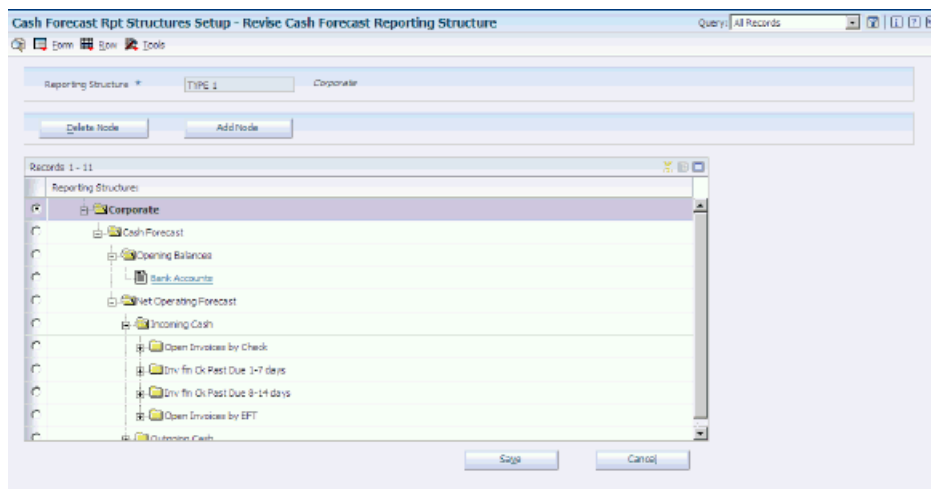 Cash Forecast Rpt Structures Setup - Revise Cash Forecast Reporting Structure
Query: All Records
Form Row Tools
Reporting Structure * TYPE 1 Corporate
Delete Node Add Node
Records 1 - 11
Reporting Structures
Corporate
Cash Forecast
Opening Balances
Bank Accounts
Net Operating Forecast
Incoming Cash
Open Invoices by Check
Inv fm Ck Past Due 1-7 days
Inv fm Ck Past Due 8-14 days
Open Invoices by EFT
Outgoing Cash
Save Cancel